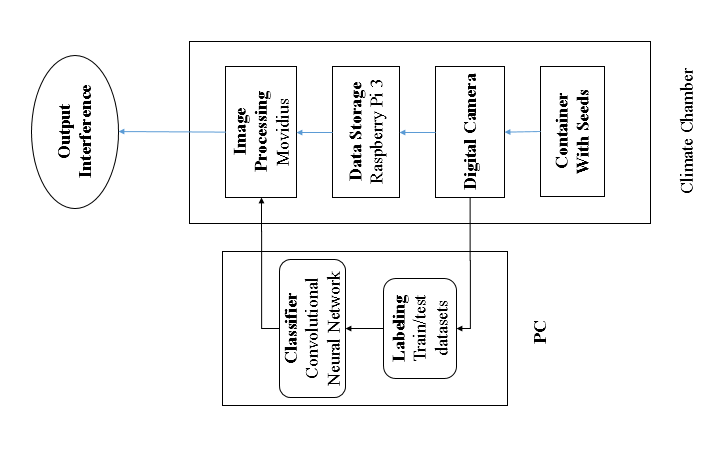 Output
Interference
Image
Processing
Movidius
Data Storage
Raspberry Pi 3
Digital Camera
Container
With Seeds
Climate Chamber
Classifier
Convolutional
Neural Network
Labeling
Train/test
datasets
PC